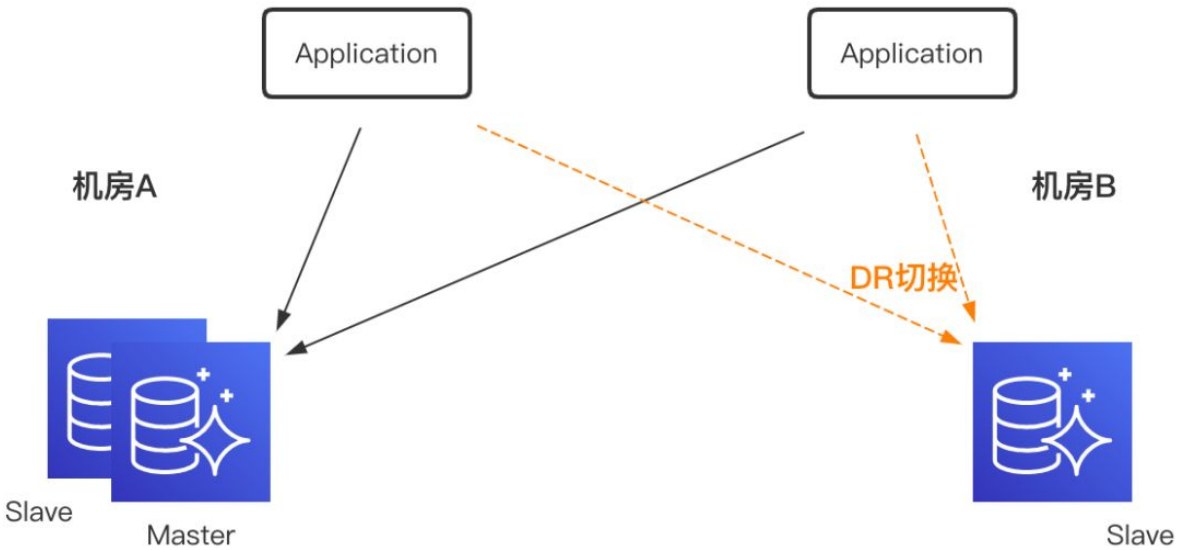 Application
Application
机房A
机房B
DR切换
Slave
Master
Slave